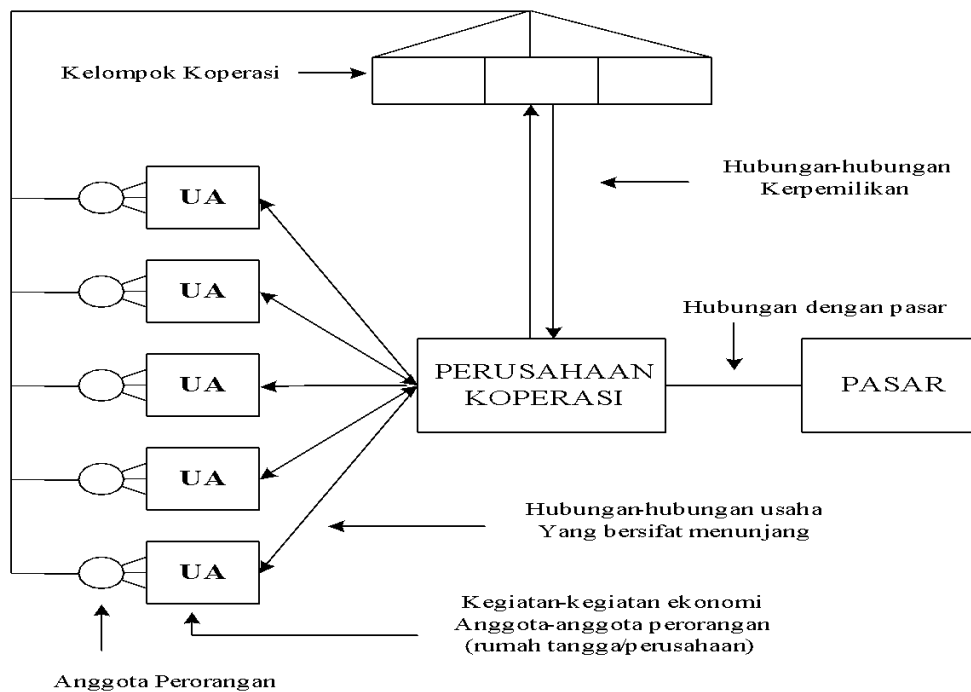 Kelompok Koperasi
Hubungan-hubungan
Kerpemilikan
UA
UA
Hubungan dengan pasar
UA
PERUSAHAAN
KOPERASI
PASAR
UA
Hubungan-hubungan usaha
Yang bersifat menunjang
UA
Kegiatan-kegiatan ekonomi
Anggota-anggota perorangan
(rumah tangga/perusahaan)
Anggota Perorangan